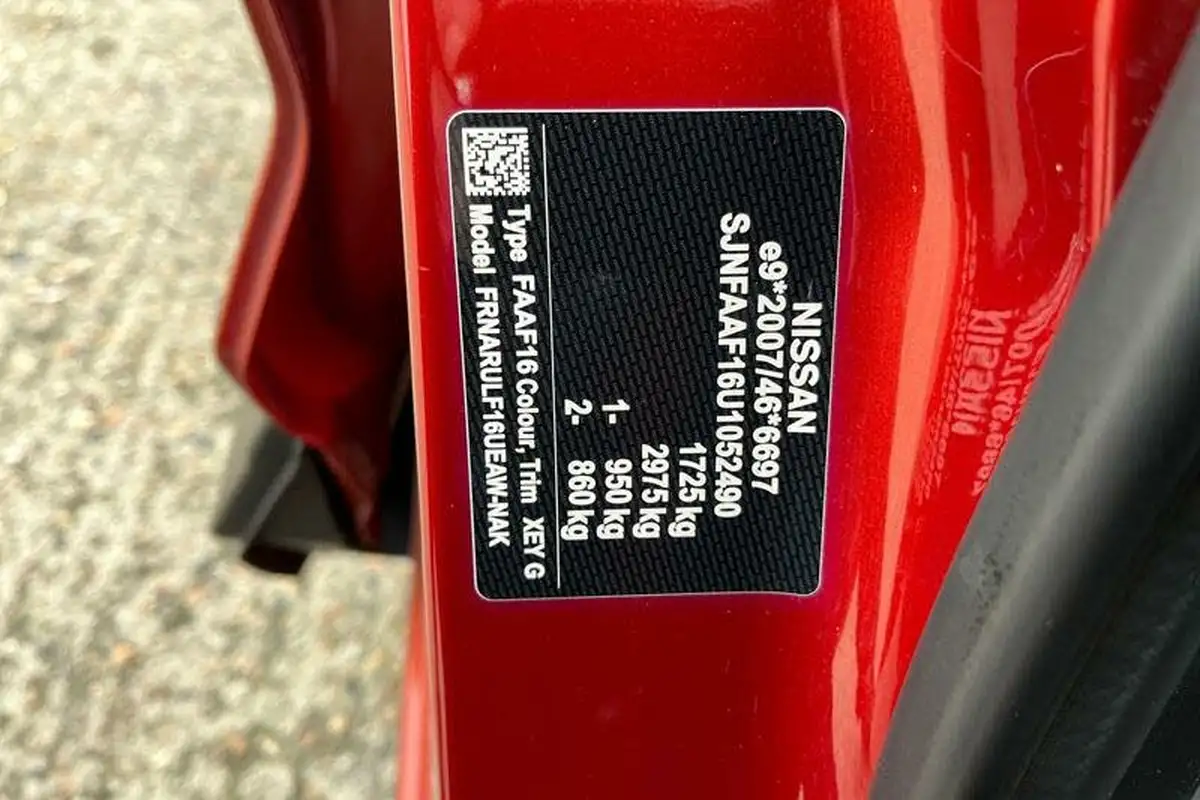 NISSAN
e9*2007/46*6697
SJNFAAF16U1052490
1725 kg
2975 kg
1- 950 kg
2- 860 kg
Type FAAF16 Colour, Trim XEY G
Model FRNARULF16UEAW-NAK